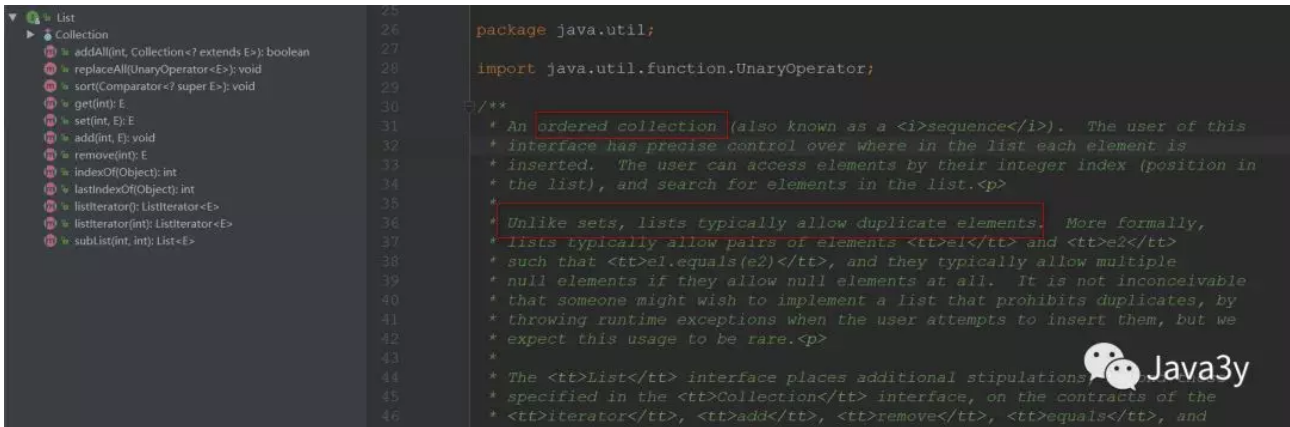 List
Collection
addAll(int, Collection<? extends E>): boolean
replaceAll(UnaryOperator<E>): void
sort(Comparator<? super E>): void
get(int): E
set(int, E): E
add(int, E): void
remove(int): E
indexOf(Object): int
lastIndexOf(Object): int
listIterator(): ListIterator<E>
listIterator(int): ListIterator<E>
subList(int, int): List<E>
25
26 package java.util;
27
28 import java.util.function.UnaryOperator;
29
30 /**
31 * An ordered collection (also known as a <i>sequence</i>). The user of this
32 * interface has precise control over where in the list each element is
33 * inserted. The user can access elements by their integer index (position in
34 * the list), and search for elements in the list.<p>
35 *
36 * Unlike sets, lists typically allow duplicate elements. More formally,
37 * lists typically allow pairs of elements <tt>e1</tt> and <tt>e2</tt>
38 * such that <tt>e1.equals(e2)</tt>, and they typically allow multiple
39 * null elements if they allow null elements at all. It is not inconceivable
40 * that someone might wish to implement a list that prohibits duplicates, by
41 * throwing runtime exceptions when the user attempts to insert them, but we
42 * expect this usage to be rare.<p>
43 *
44 * The <tt>List</tt> interface places additional stipulations,
45 * specified in the <tt>Collection</tt> interface, on the contracts of the
46 * <tt>iterator</tt>, <tt>add</tt>, <tt>remove</tt>, <tt>equals</tt>, and
Java3y